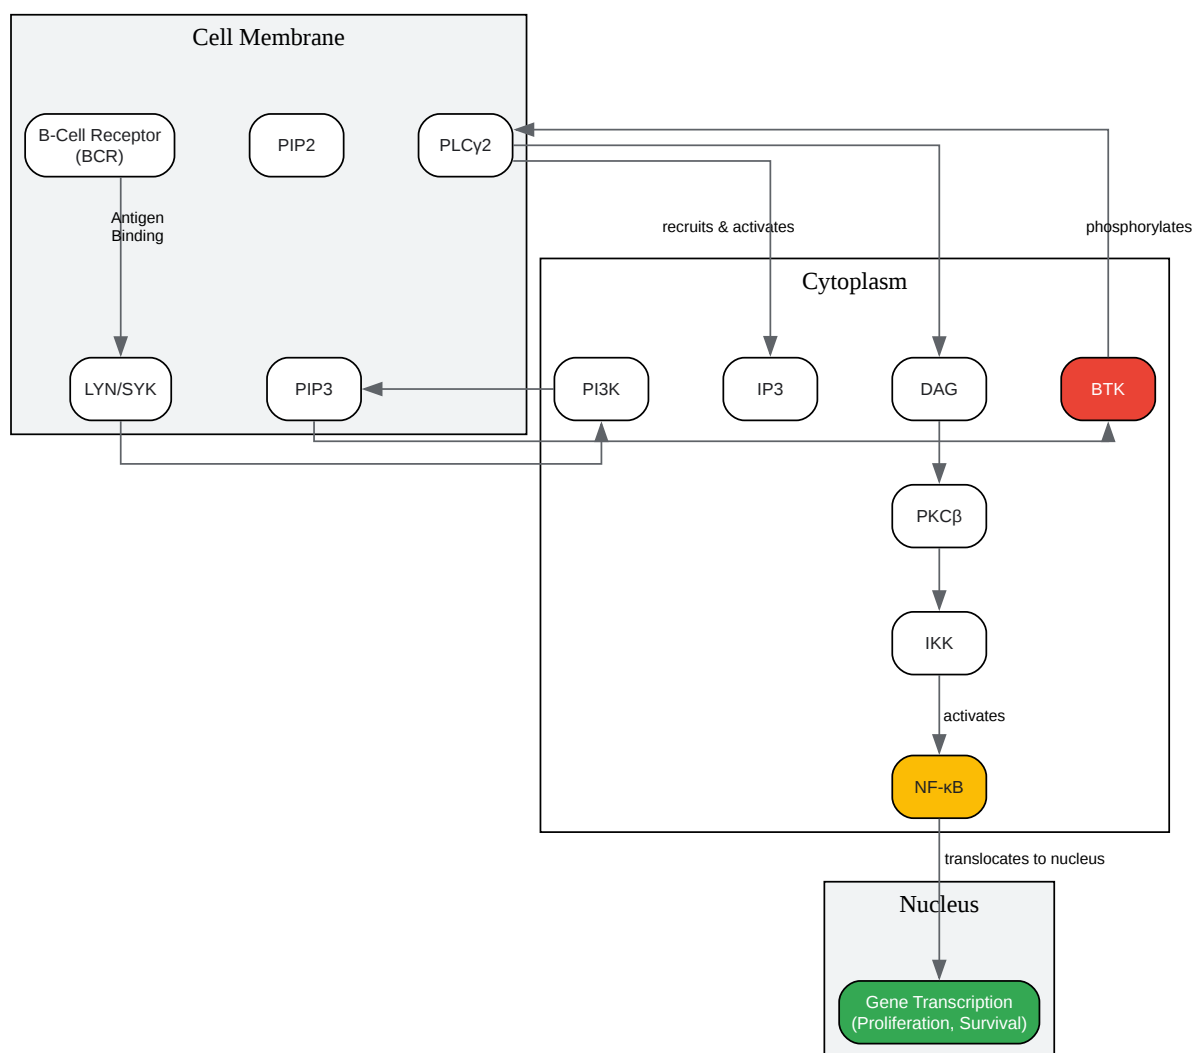 Cell Membrane
B-Cell Receptor
(BCR)
PIP2
PLCγ2
Antigen
Binding
recruits & activates
phosphorylates
Cytoplasm
LYN/SYK
PIP3
PI3K
IP3
DAG
BTK
PKCβ
IKK
activates
NF-κB
translocates to nucleus
Nucleus
Gene Transcription
(Proliferation, Survival)